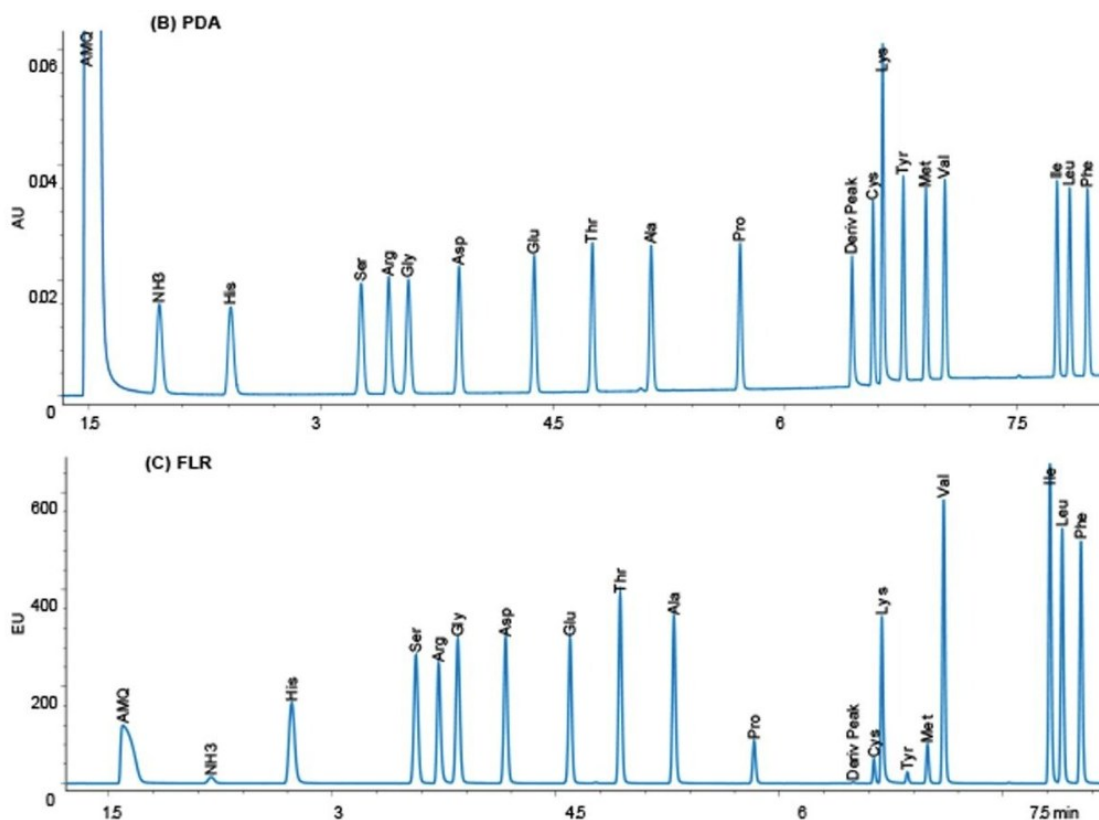 (B) PDA
AU
0.06
0.04
0.02
0
AMQ
NH3
His
Ser
Arg
Gly
Asp
Glu
Thr
Ala
Pro
Deriv Peak
Cys
Lys
Tyr
Met
Val
Ile
Leu
Phe
1.5 3 4.5 6 7.5
(C) FLR
EU
600
400
200
0
AMQ
NH3
His
Ser
Arg
Gly
Asp
Glu
Thr
Ala
Pro
Deriv Peak
Cys
Lys
Tyr
Met
Val
Ile
Leu
Phe
1.5 3 4.5 6 7.5 min